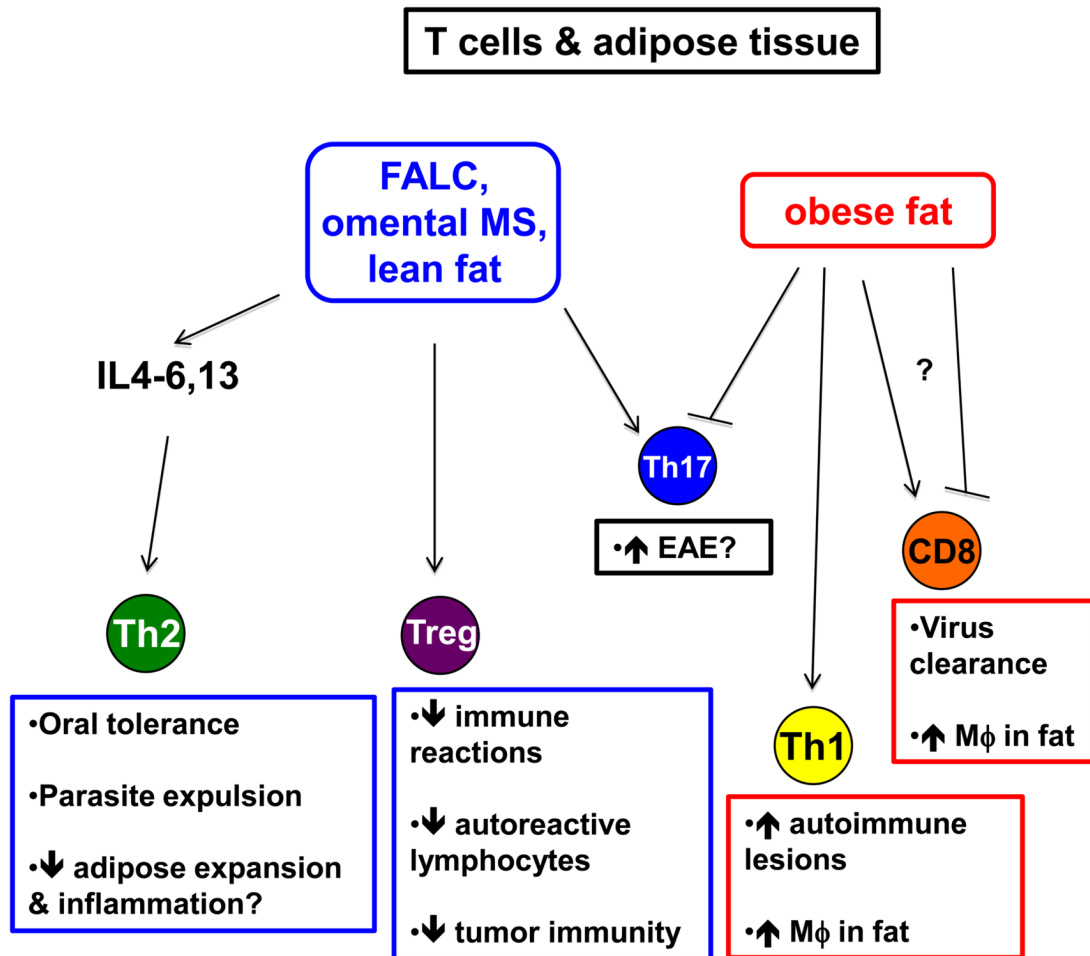 T cells & adipose tissue
FALC,
omental MS,
lean fat
obese fat
IL4-6,13
?
Th17
•↑ EAE?
CD8
•Virus
clearance
•↑ Mϕ in fat
Th2
•Oral tolerance
•Parasite expulsion
•↓ adipose expansion
& inflammation?
Treg
•↓ immune
reactions
•↓ autoreactive
lymphocytes
•↓ tumor immunity
Th1
•↑ autoimmune
lesions
•↑ Mϕ in fat